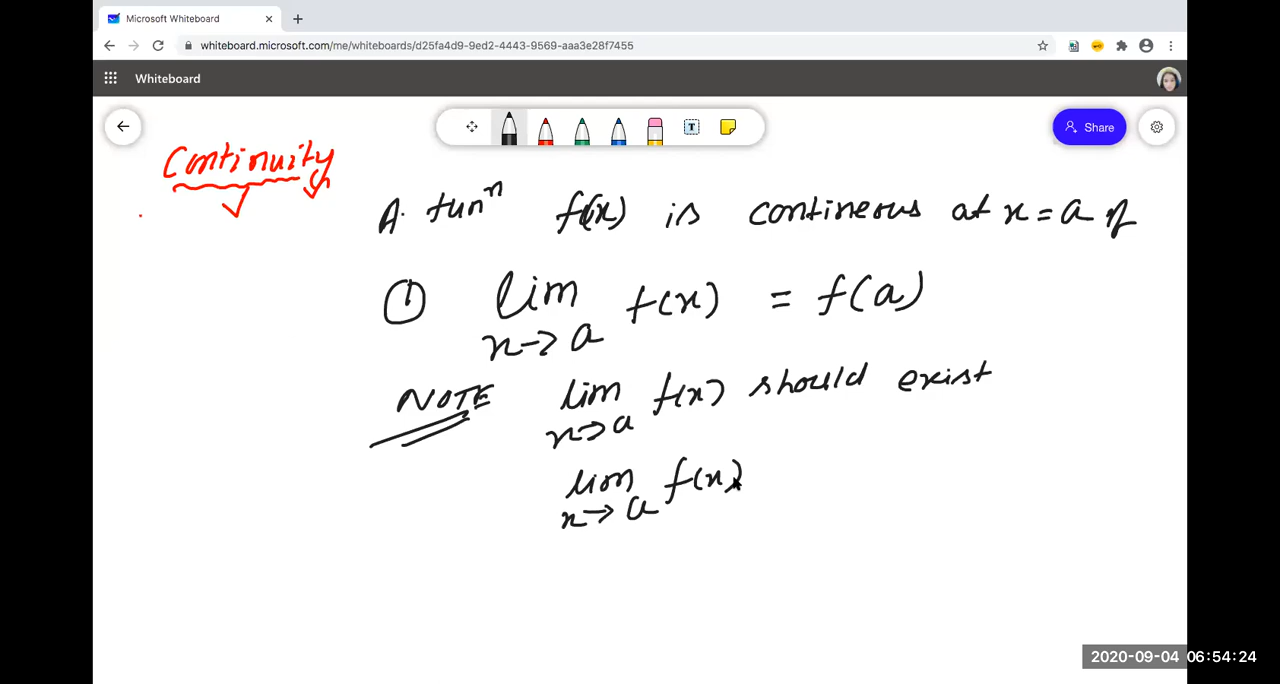 Microsoft Whiteboard
whiteboard.microsoft.com/me/whiteboards/d25fa4d9-9ed2-4443-9569-aaa3e28f7455
Whiteboard
T
Share
Continuity
A funⁿ f(x) is contineous at x = a if
① lim f(x) = f(a)
x→a
NOTE lim f(x) should exist
x→a
lim f(x)
x→a
2020-09-04 06:54:24